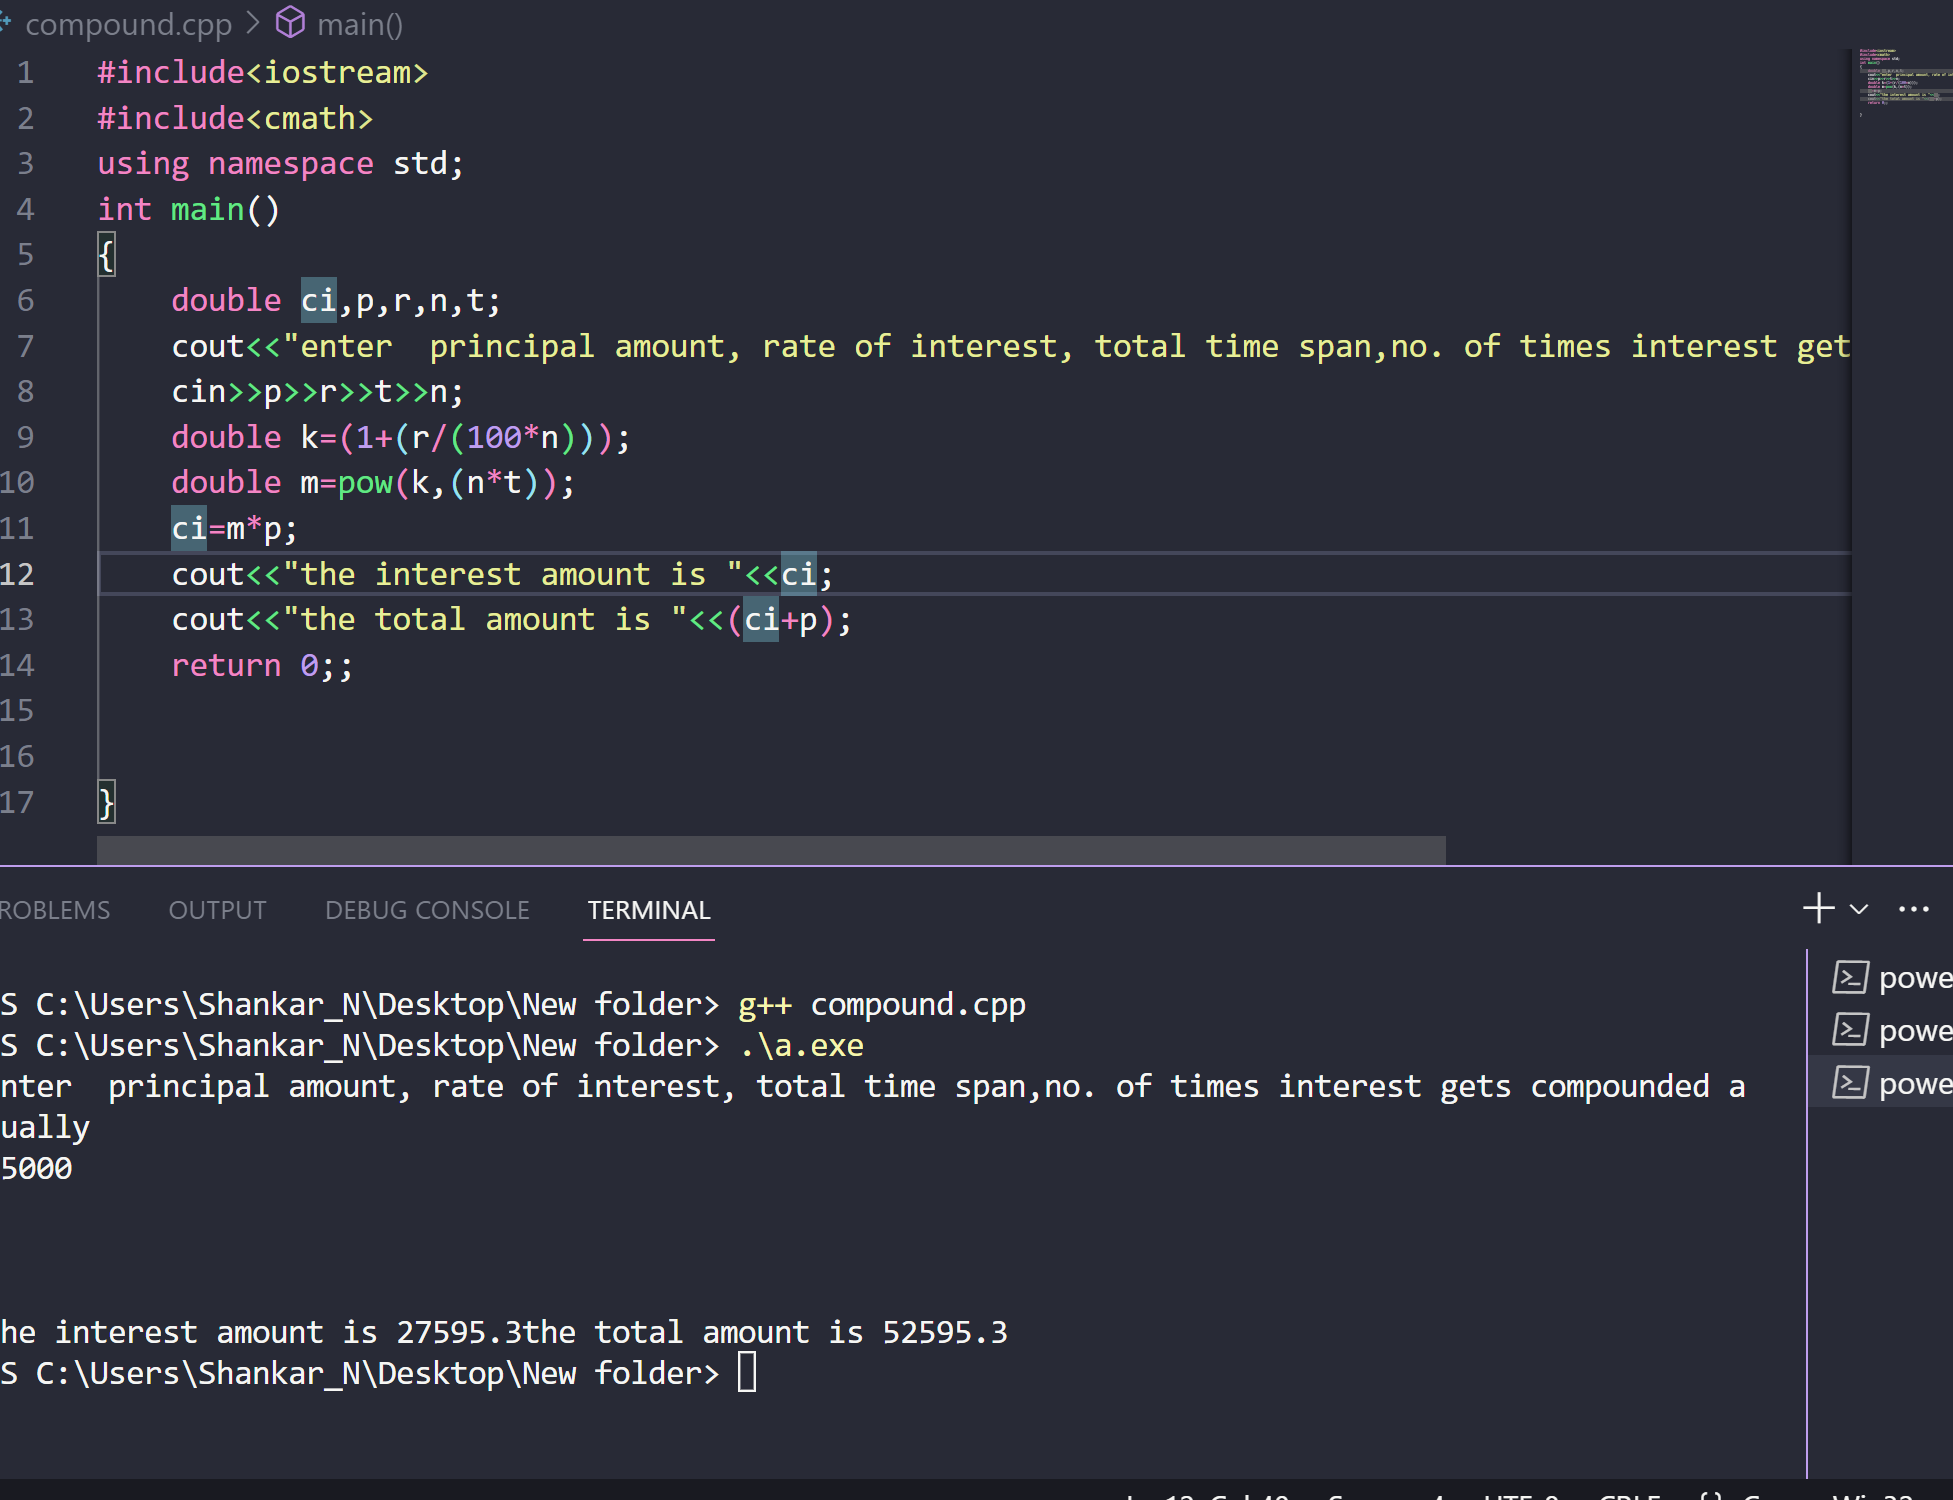 compound.cpp > main()
1 #include<iostream>
2 #include<cmath>
3 using namespace std;
4 int main()
5 {
6 double ci,p,r,n,t;
7 cout<<"enter  principal amount, rate of interest, total time span,no. of times interest get
8 cin>>p>>r>>t>>n;
9 double k=(1+(r/(100*n)));
10 double m=pow(k,(n*t));
11 ci=m*p;
12 cout<<"the interest amount is "<<ci;
13 cout<<"the total amount is "<<(ci+p);
14 return 0;;
15
16
17 }
ROBLEMS OUTPUT DEBUG CONSOLE TERMINAL
S C:\Users\Shankar_N\Desktop\New folder> g++ compound.cpp
S C:\Users\Shankar_N\Desktop\New folder> .\a.exe
nter  principal amount, rate of interest, total time span,no. of times interest gets compounded a
ually
5000
he interest amount is 27595.3the total amount is 52595.3
S C:\Users\Shankar_N\Desktop\New folder>
powe
powe
powe